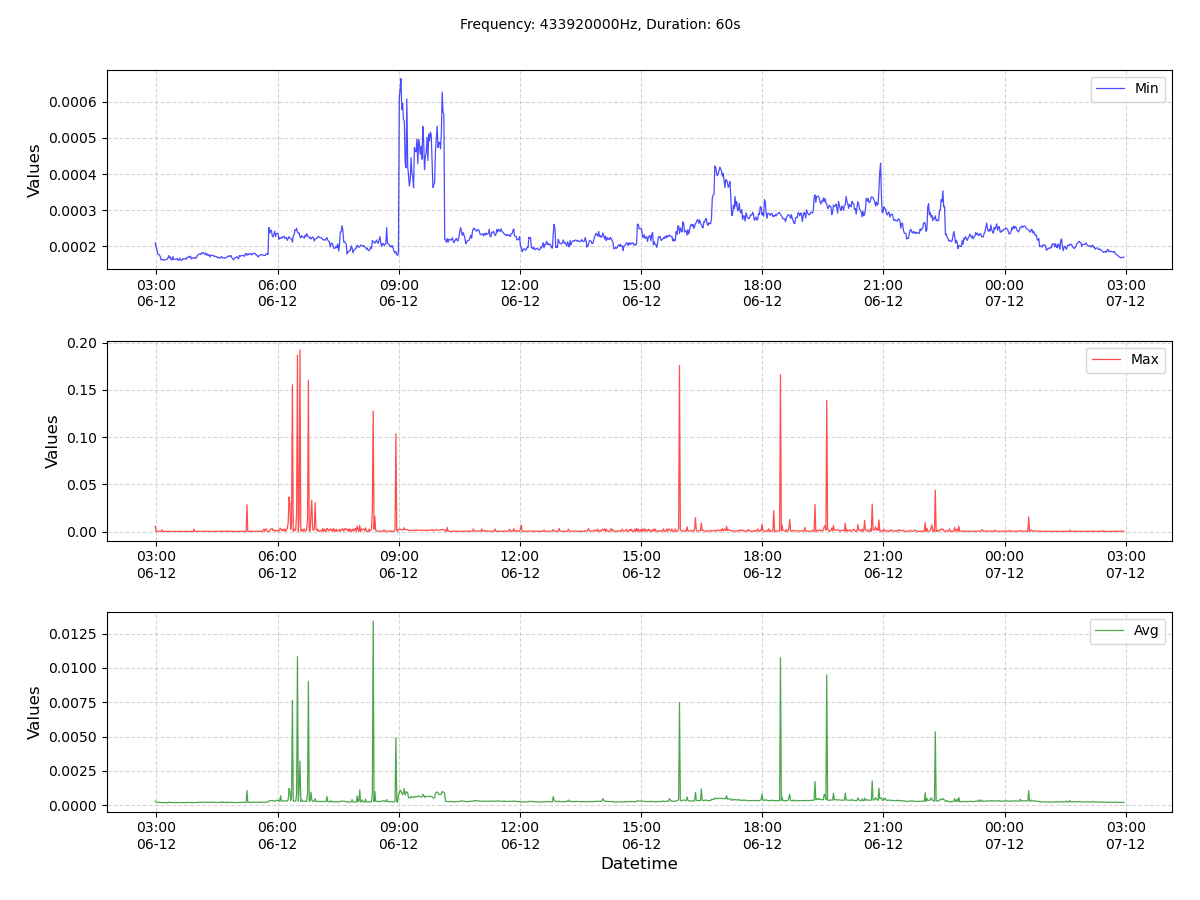 Frequency: 433920000Hz, Duration: 60s
Min
Values
0.0006
0.0005
0.0004
0.0003
0.0002
03:00 06:00 09:00 12:00 15:00 18:00 21:00 00:00 03:00
06-12 06-12 06-12 06-12 06-12 06-12 06-12 07-12 07-12
Max
Values
0.20
0.15
0.10
0.05
0.00
03:00 06:00 09:00 12:00 15:00 18:00 21:00 00:00 03:00
06-12 06-12 06-12 06-12 06-12 06-12 06-12 07-12 07-12
Avg
Values
0.0125
0.0100
0.0075
0.0050
0.0025
0.0000
03:00 06:00 09:00 12:00 15:00 18:00 21:00 00:00 03:00
06-12 06-12 06-12 06-12 06-12 06-12 06-12 07-12 07-12
Datetime